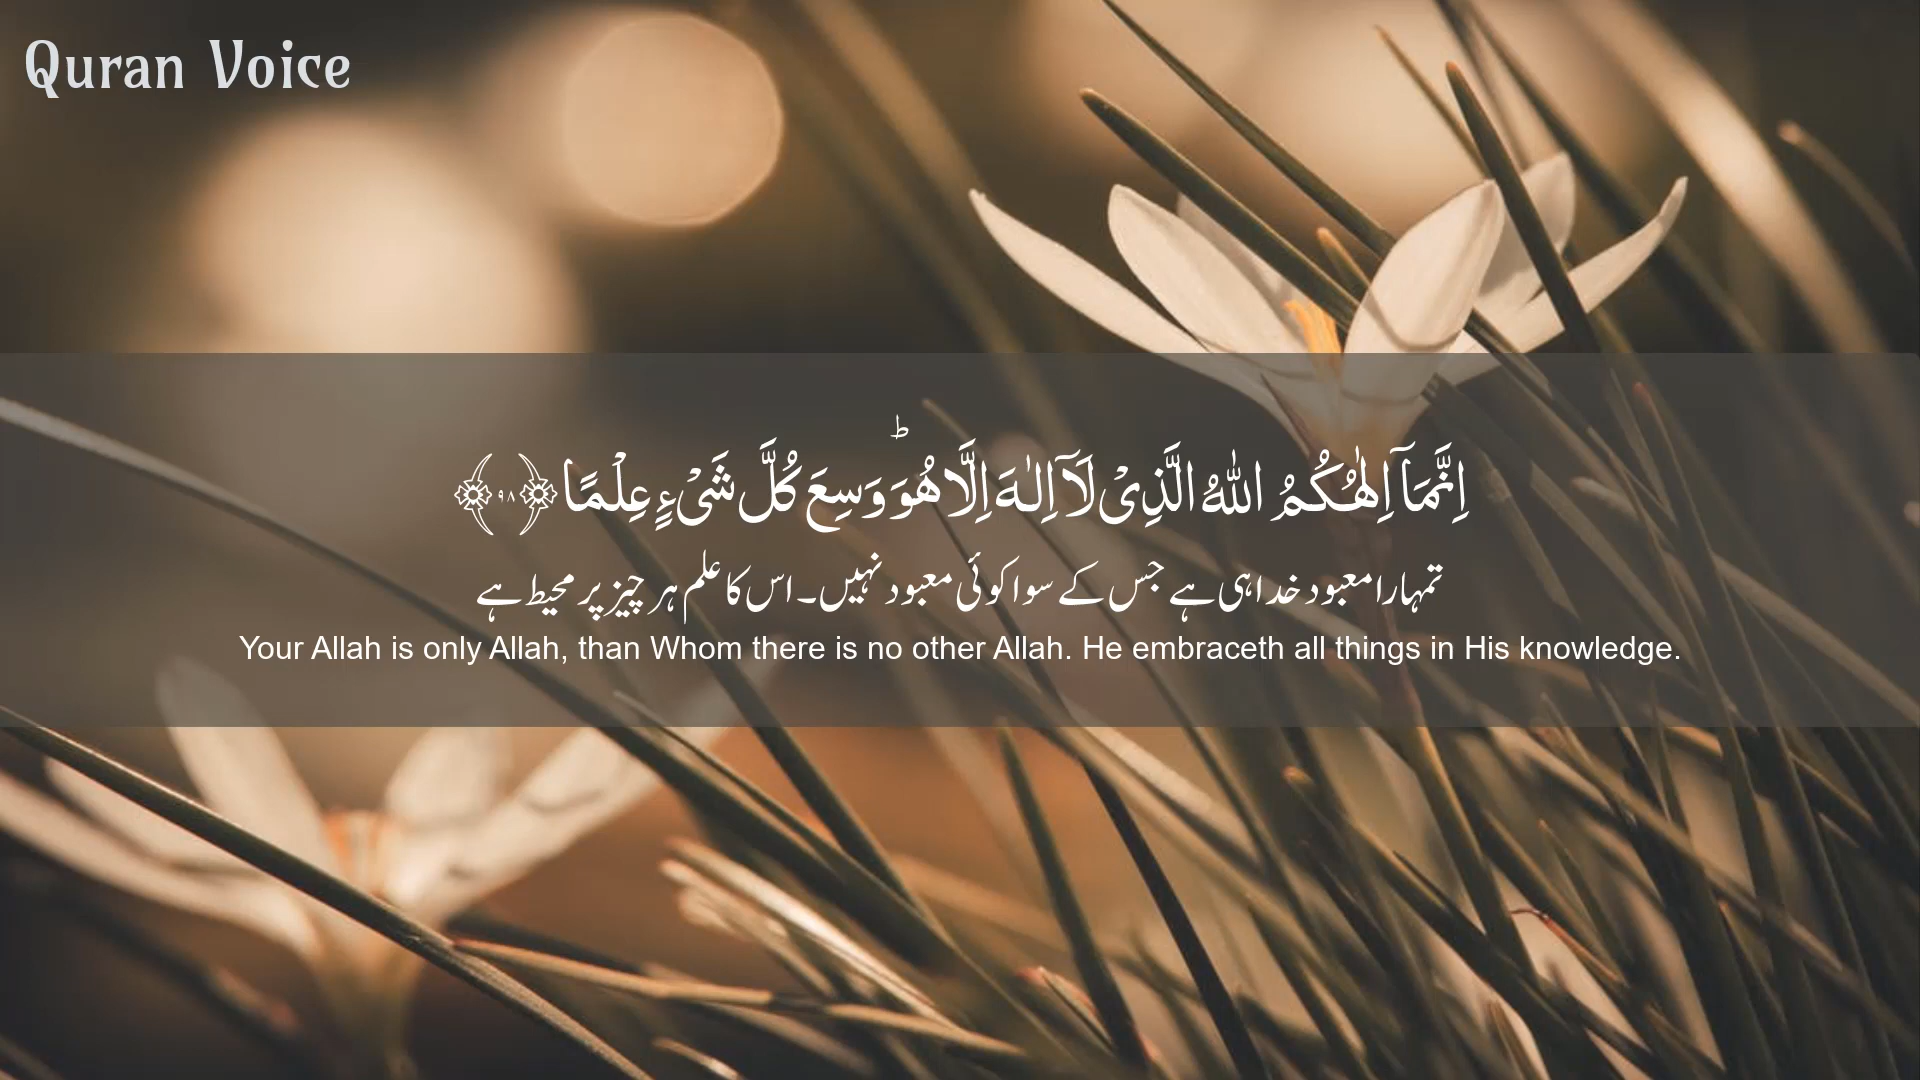 Quran Voice
اِنَّمَاۤ اِلٰهُكُمُ اللّٰهُ الَّذِىْ لَاۤ اِلٰـهَ اِلَّا هُوَ‌ؕ وَسِعَ كُلَّ شَىْءٍ عِلْمًا ﴿۹۸﴾
تمہارا معبود خدا ہی ہے جس کے سوا کوئی معبود نہیں۔ اس کا علم ہر چیز پر محیط ہے
Your Allah is only Allah, than Whom there is no other Allah. He embraceth all things in His knowledge.